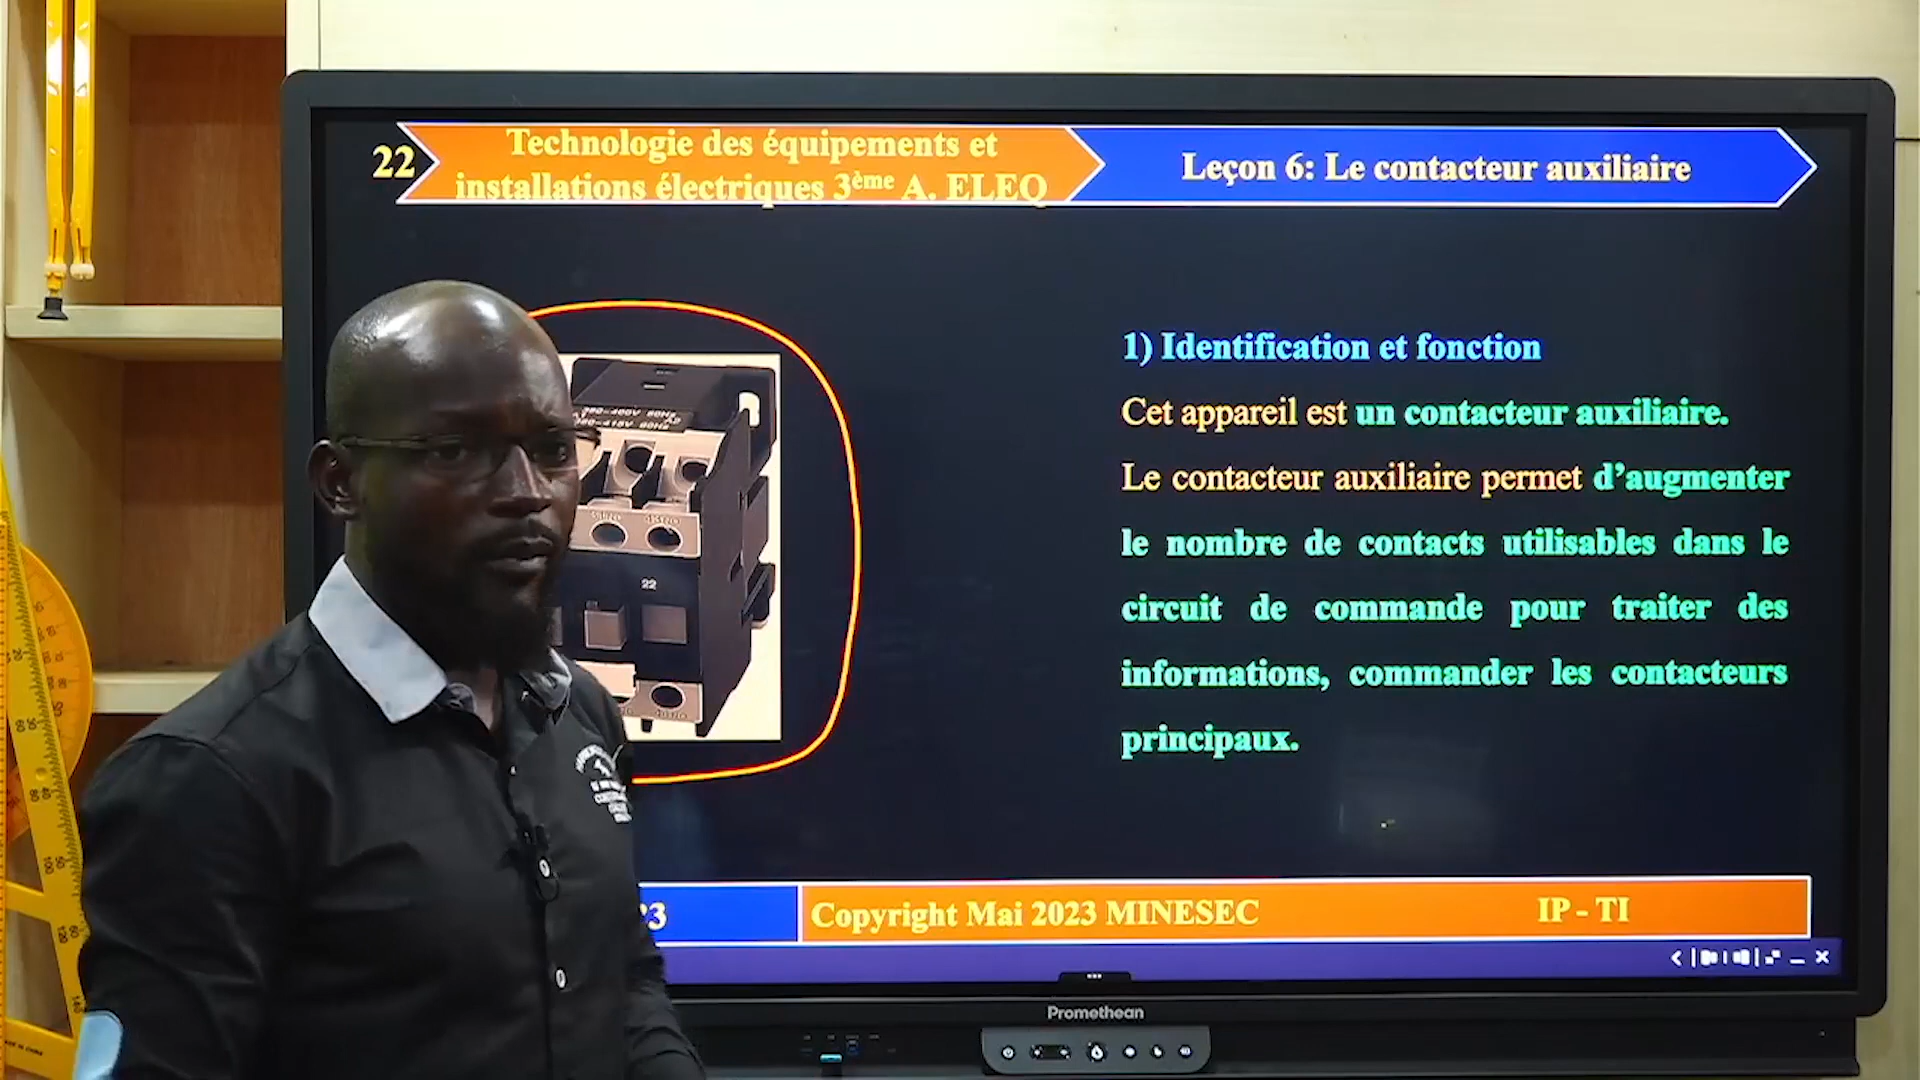 22
Technologie des équipements et
installations électriques 3ème A. ELEQ
Leçon 6: Le contacteur auxiliaire
1) Identification et fonction
Cet appareil est un contacteur auxiliaire.
Le contacteur auxiliaire permet d’augmenter
le nombre de contacts utilisables dans le
circuit de commande pour traiter des
informations, commander les contacteurs
principaux.
22
Copyright Mai 2023 MINESEC
IP - TI
Promethean